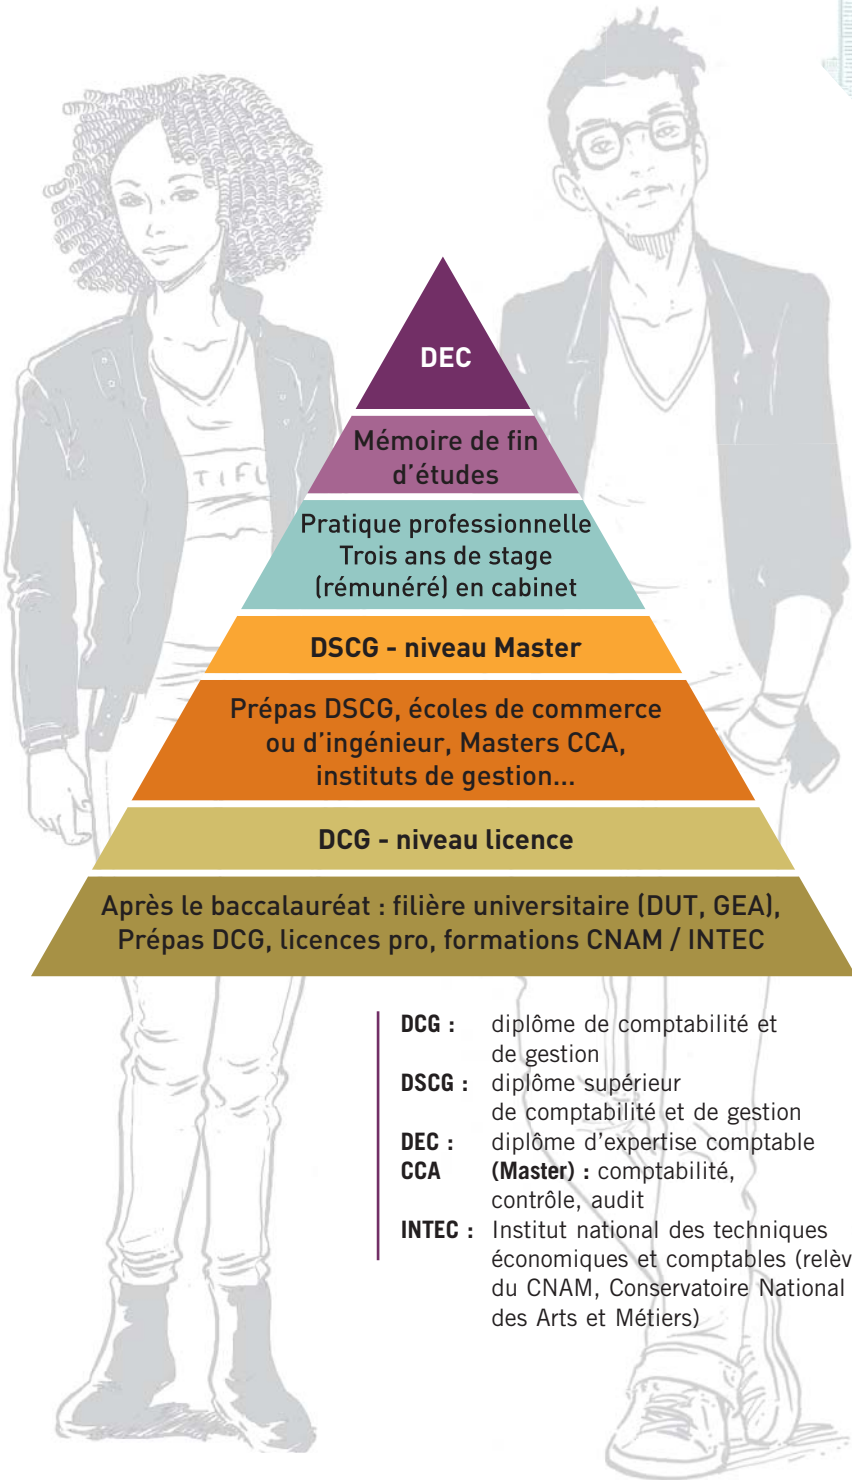 TIFU
DEC
Mémoire de fin
d'études
Pratique professionnelle
Trois ans de stage
(rémunéré) en cabinet
DSCG - niveau Master
Prépas DSCG, écoles de commerce
ou d'ingénieur, Masters CCA,
instituts de gestion...
DCG - niveau licence
Après le baccalauréat : filière universitaire (DUT, GEA),
Prépas DCG, licences pro, formations CNAM / INTEC
DCG : diplôme de comptabilité et
de gestion
DSCG : diplôme supérieur
de comptabilité et de gestion
DEC : diplôme d'expertise comptable
CCA (Master) : comptabilité,
contrôle, audit
INTEC : Institut national des techniques
économiques et comptables (relèv
du CNAM, Conservatoire National
des Arts et Métiers)